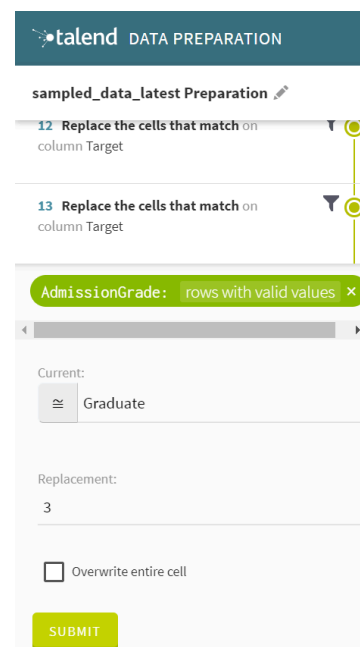 talend DATA PREPARATION
sampled_data_latest Preparation
12 Replace the cells that match on
column Target
13 Replace the cells that match on
column Target
AdmissionGrade: rows with valid values ×
Current:
≅ Graduate
Replacement:
3
Overwrite entire cell
SUBMIT